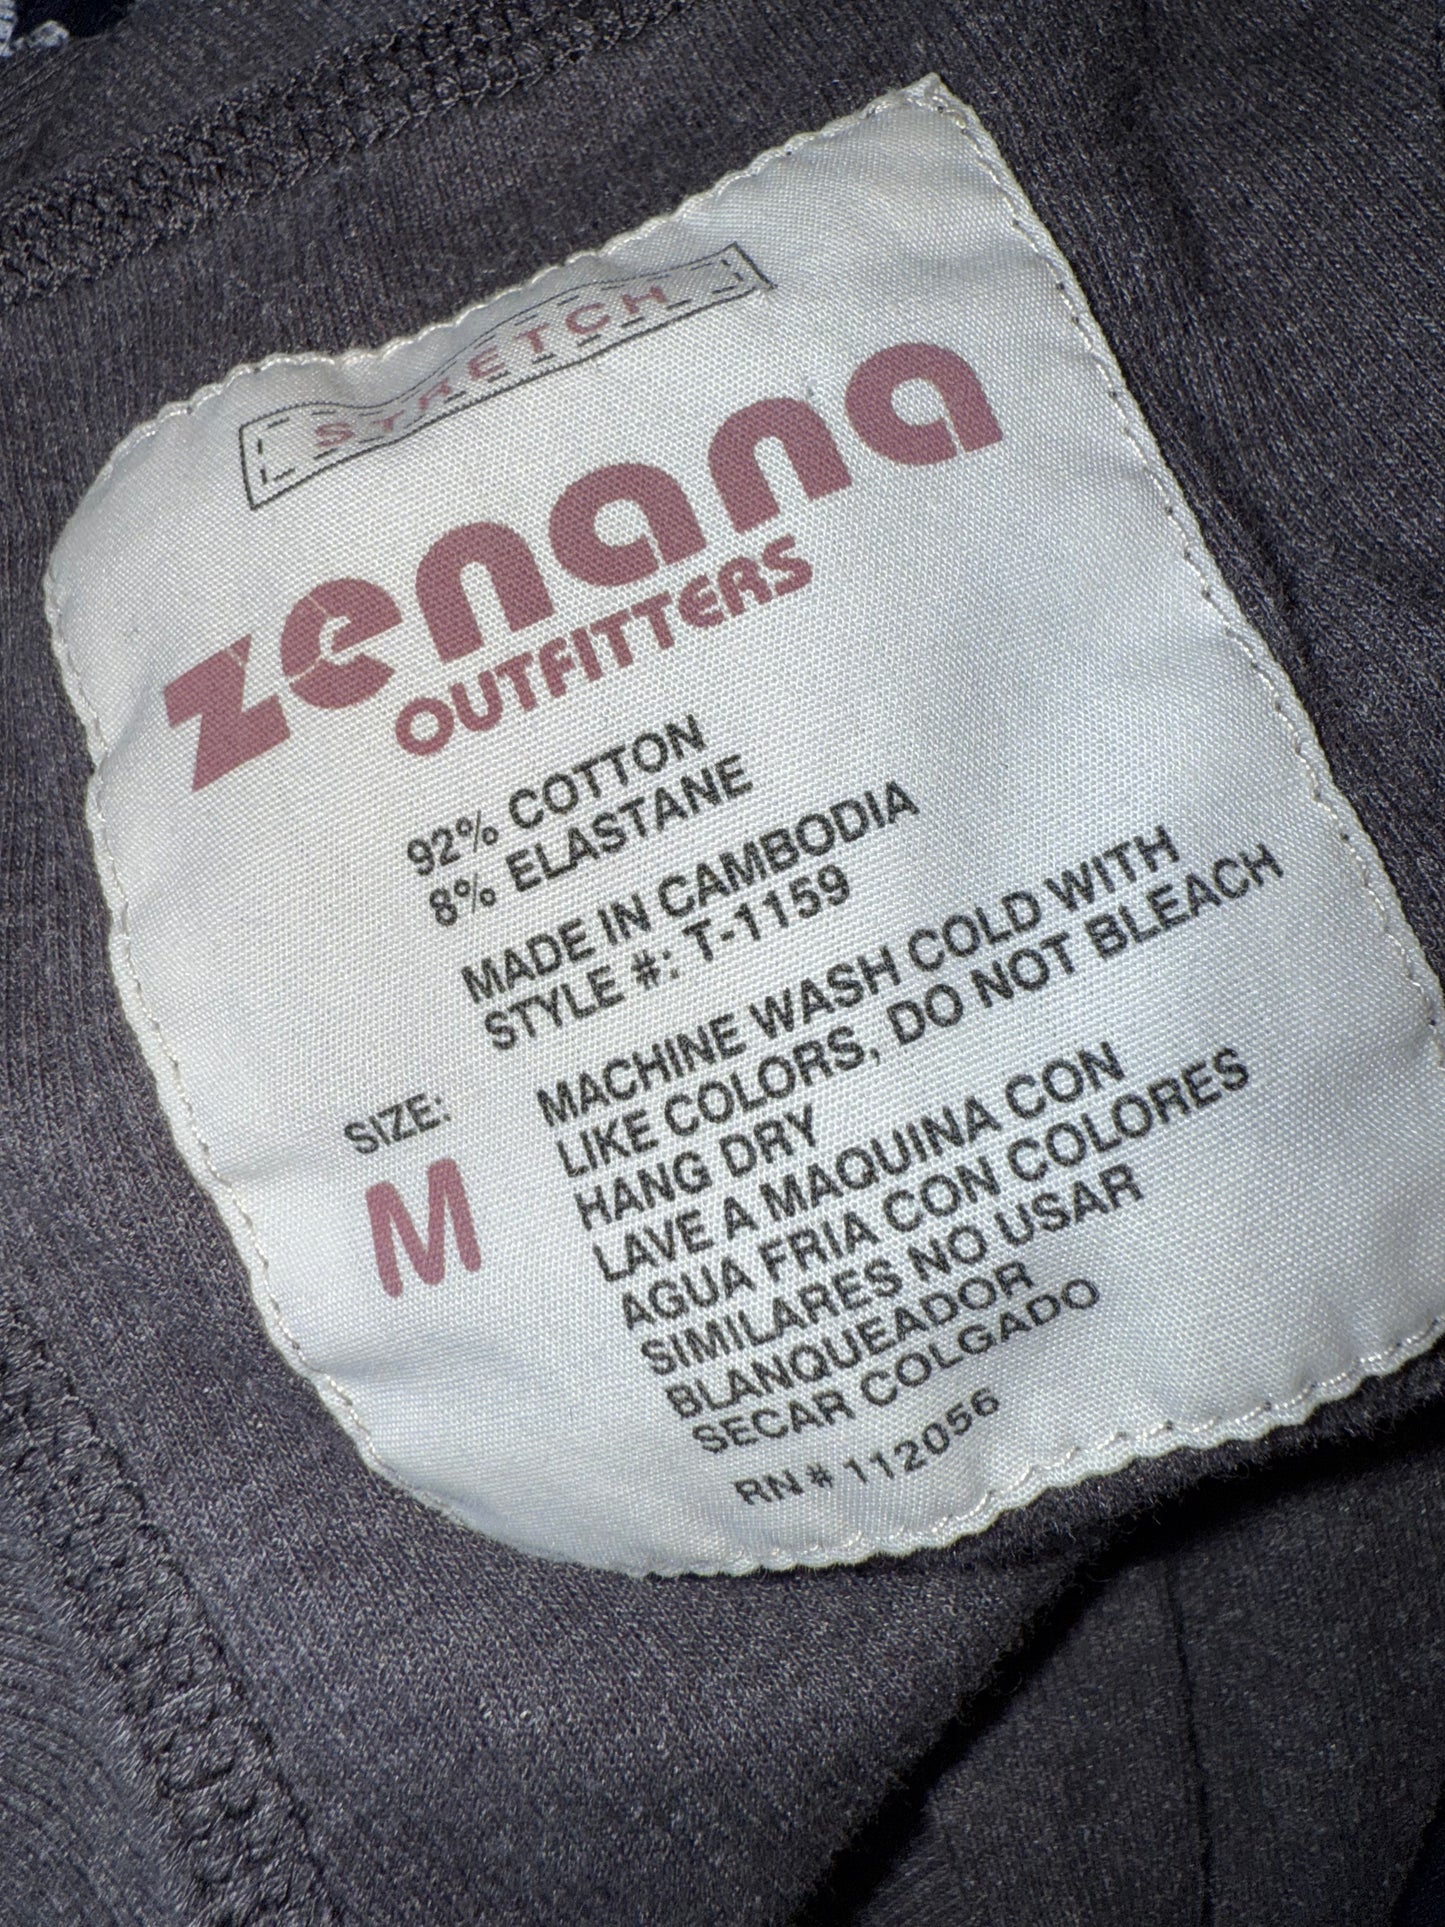 STRETCH
zenana
OUTFITTERS
92% COTTON
8% ELASTANE
MADE IN CAMBODIA
STYLE #: T-1159
SIZE:
M
MACHINE WASH COLD WITH
LIKE COLORS, DO NOT BLEACH
HANG DRY
LAVE A MAQUINA CON
AGUA FRIA CON COLORES
SIMILARES NO USAR
BLANQUEADOR
SECAR COLGADO
RN # 112056